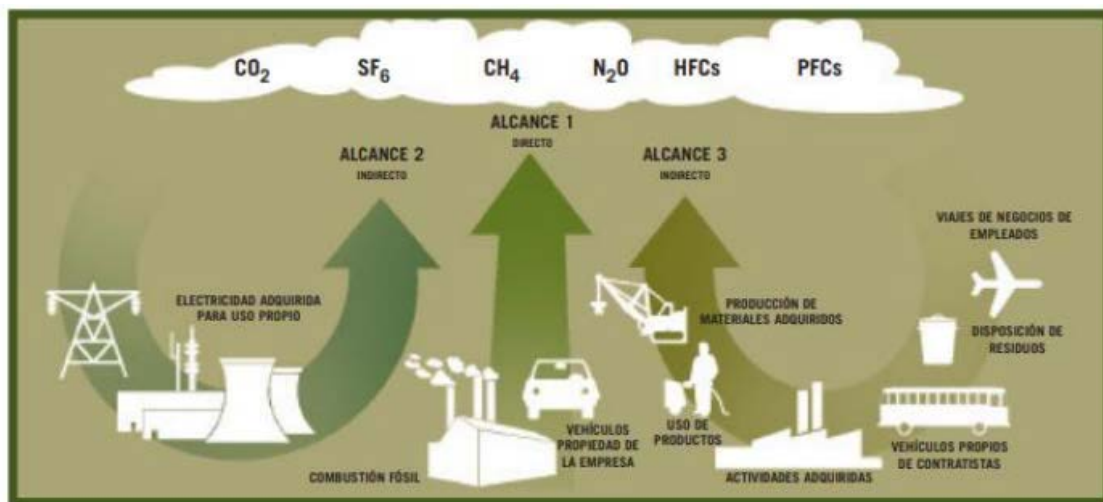 CO₂ SF₆ CH₄ N₂O HFCs PFCs
ALCANCE 1
DIRECTO
ALCANCE 2
INDIRECTO
ALCANCE 3
INDIRECTO
VIAJES DE NEGOCIOS DE
EMPLEADOS
ELECTRICIDAD ADQUIRIDA
PARA USO PROPIO
PRODUCCIÓN DE
MATERIALES ADQUIRIDOS
DISPOSICIÓN DE
RESIDUOS
COMBUSTIÓN FÓSIL
VEHÍCULOS
PROPIEDAD DE
LA EMPRESA
USO DE
PRODUCTOS
ACTIVIDADES ADQUIRIDAS
VEHÍCULOS PROPIOS
DE CONTRATISTAS